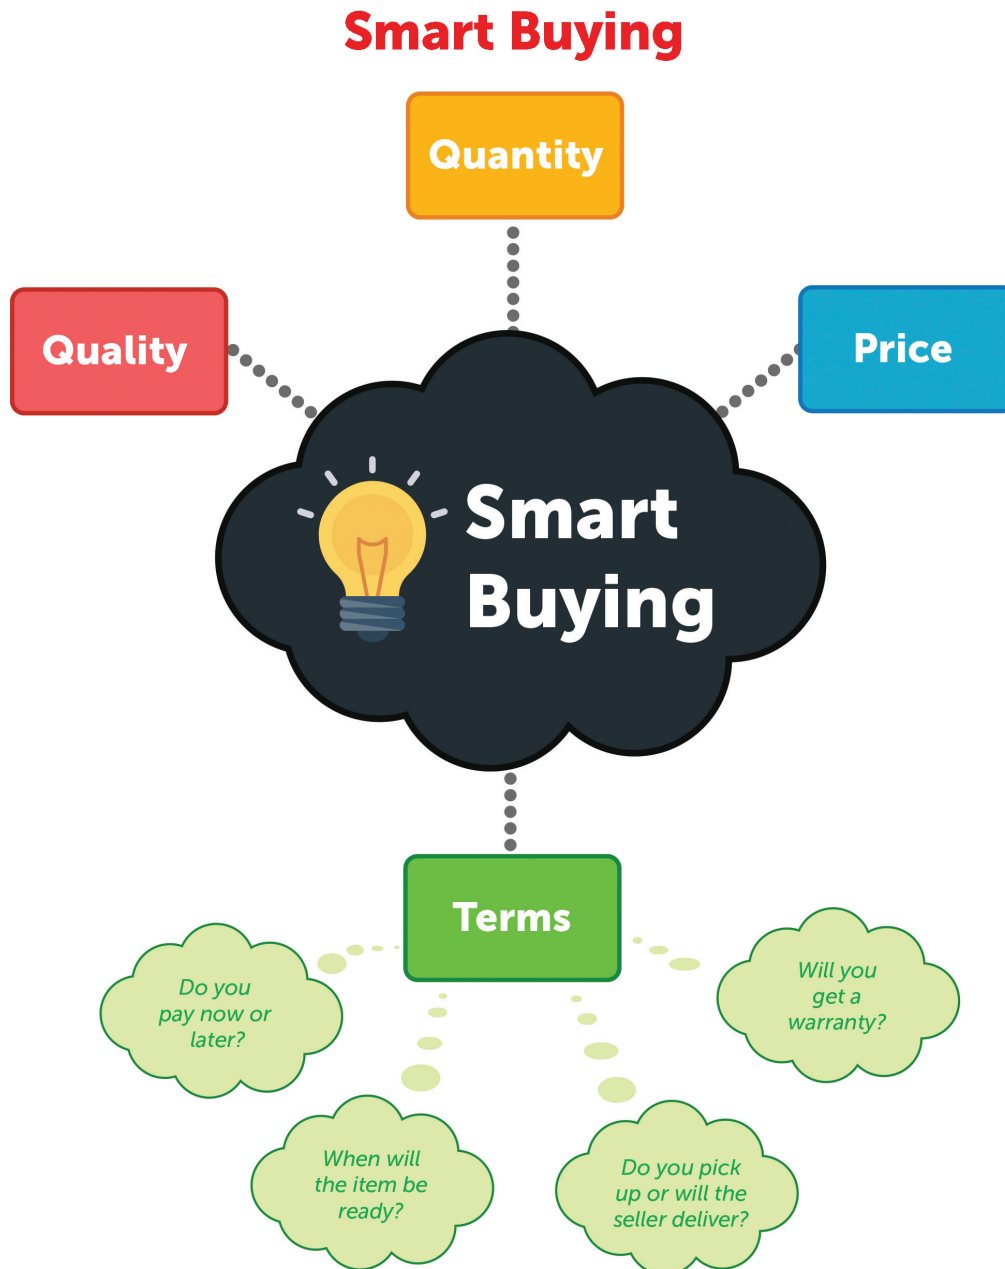 Smart Buying
Quantity
Quality
Price
Smart
Buying
Terms
Do you
pay now or
later?
When will
the item be
ready?
Do you pick
up or will the
seller deliver?
Will you
get a
warranty?